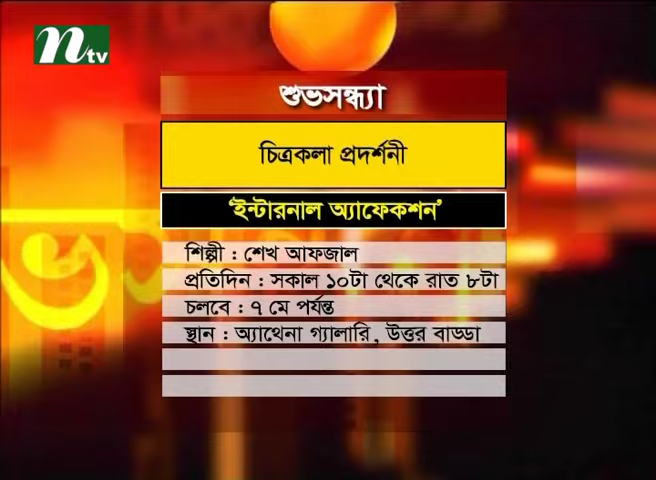 ntv
শুভসন্ধ্যা
চিত্রকলা প্রদর্শনী
‘ইন্টারনাল অ্যাফেকশন’
শিল্পী : শেখ আফজাল
প্রতিদিন : সকাল ১০টা থেকে রাত ৮টা
চলবে : ৭ মে পর্যন্ত
স্থান : অ্যাথেনা গ্যালারি, উত্তর বাড্ডা